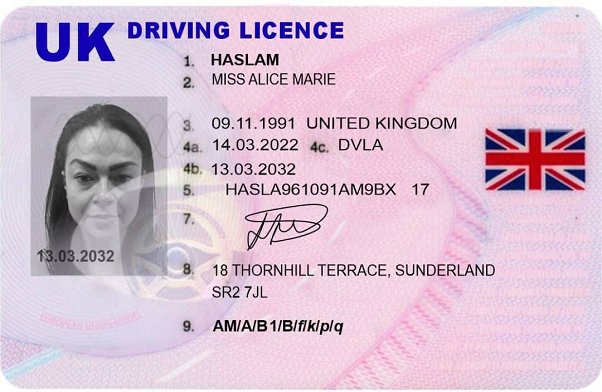 UK DRIVING LICENCE
1. HASLAM
2. MISS ALICE MARIE
3. 09.11.1991 UNITED KINGDOM
4a. 14.03.2022 4c. DVLA
4b. 13.03.2032
5. HASLA961091AM9BX 17
7.
13.03.2032
8. 18 THORNHILL TERRACE, SUNDERLAND
SR2 7JL
9. AM/A/B1/B/f/k/p/q